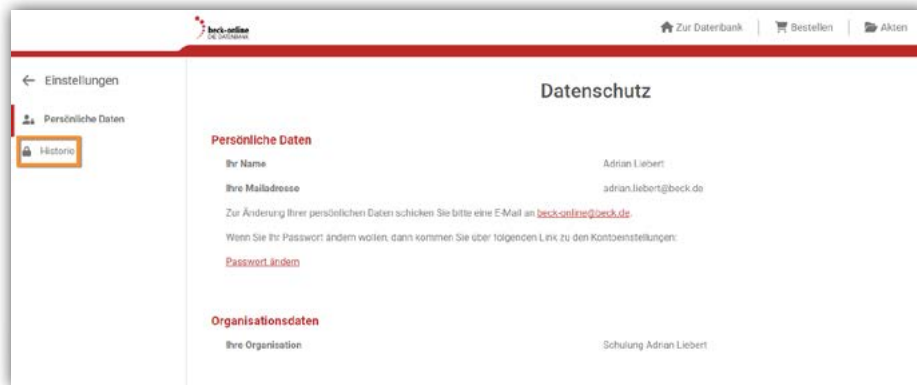 beck-online
DIE DATENBANK
Zur Datenbank
Bestellen
Akten
Einstellungen
Persönliche Daten
Historie
Datenschutz
Persönliche Daten
Ihr Name Adrian Liebert
Ihre Mailadresse adrian.liebert@beck.de
Zur Änderung Ihrer persönlichen Daten schicken Sie bitte eine E-Mail an beck-online@beck.de.
Wenn Sie Ihr Passwort ändern wollen, dann kommen Sie über folgenden Link zu den Kontoeinstellungen:
Passwort ändern
Organisationsdaten
Ihre Organisation Schulung Adrian Liebert